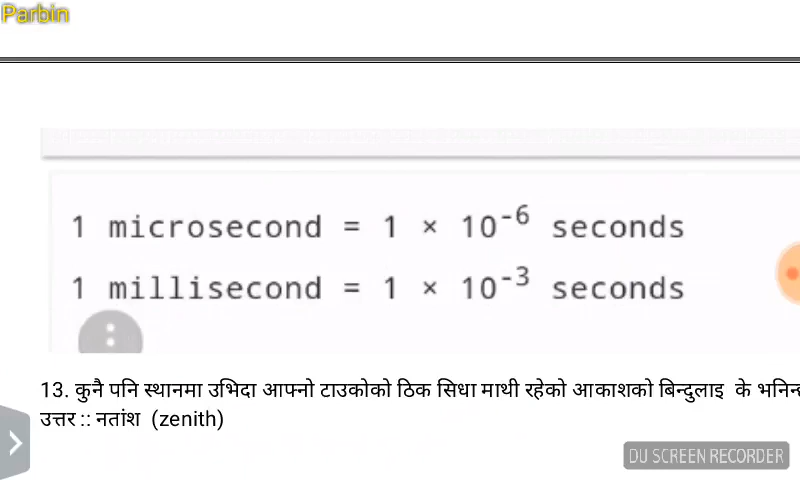 Parbin
1 microsecond = 1 × 10⁻⁶ seconds
1 millisecond = 1 × 10⁻³ seconds
13. कुनै पनि स्थानमा उभिदा आफ्नो टाउकोको ठिक सिधा माथी रहेको आकाशको बिन्दुलाइ के
उत्तर :: नतांश (zenith)
DU SCREEN RECORDER